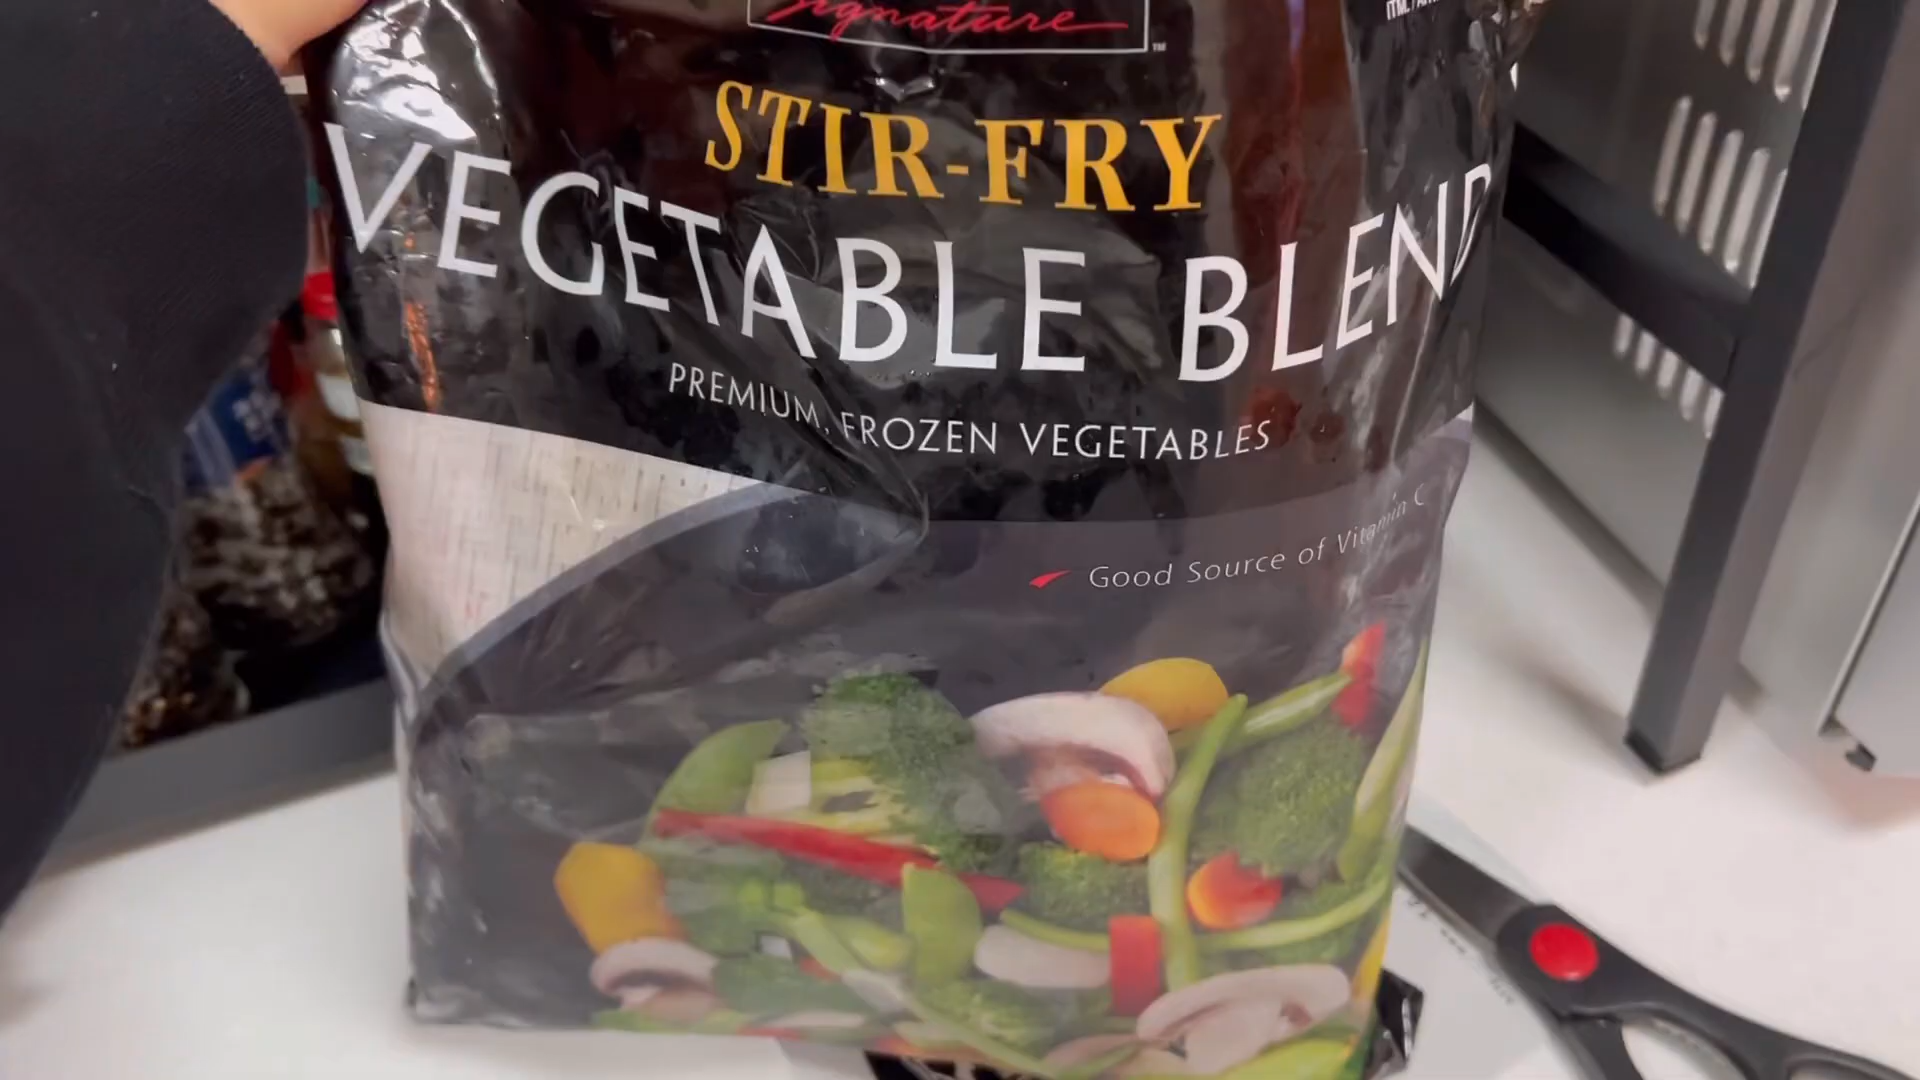 Signature
STIR-FRY
VEGETABLE BLEND
PREMIUM, FROZEN VEGETABLES
Good Source of Vitamin C